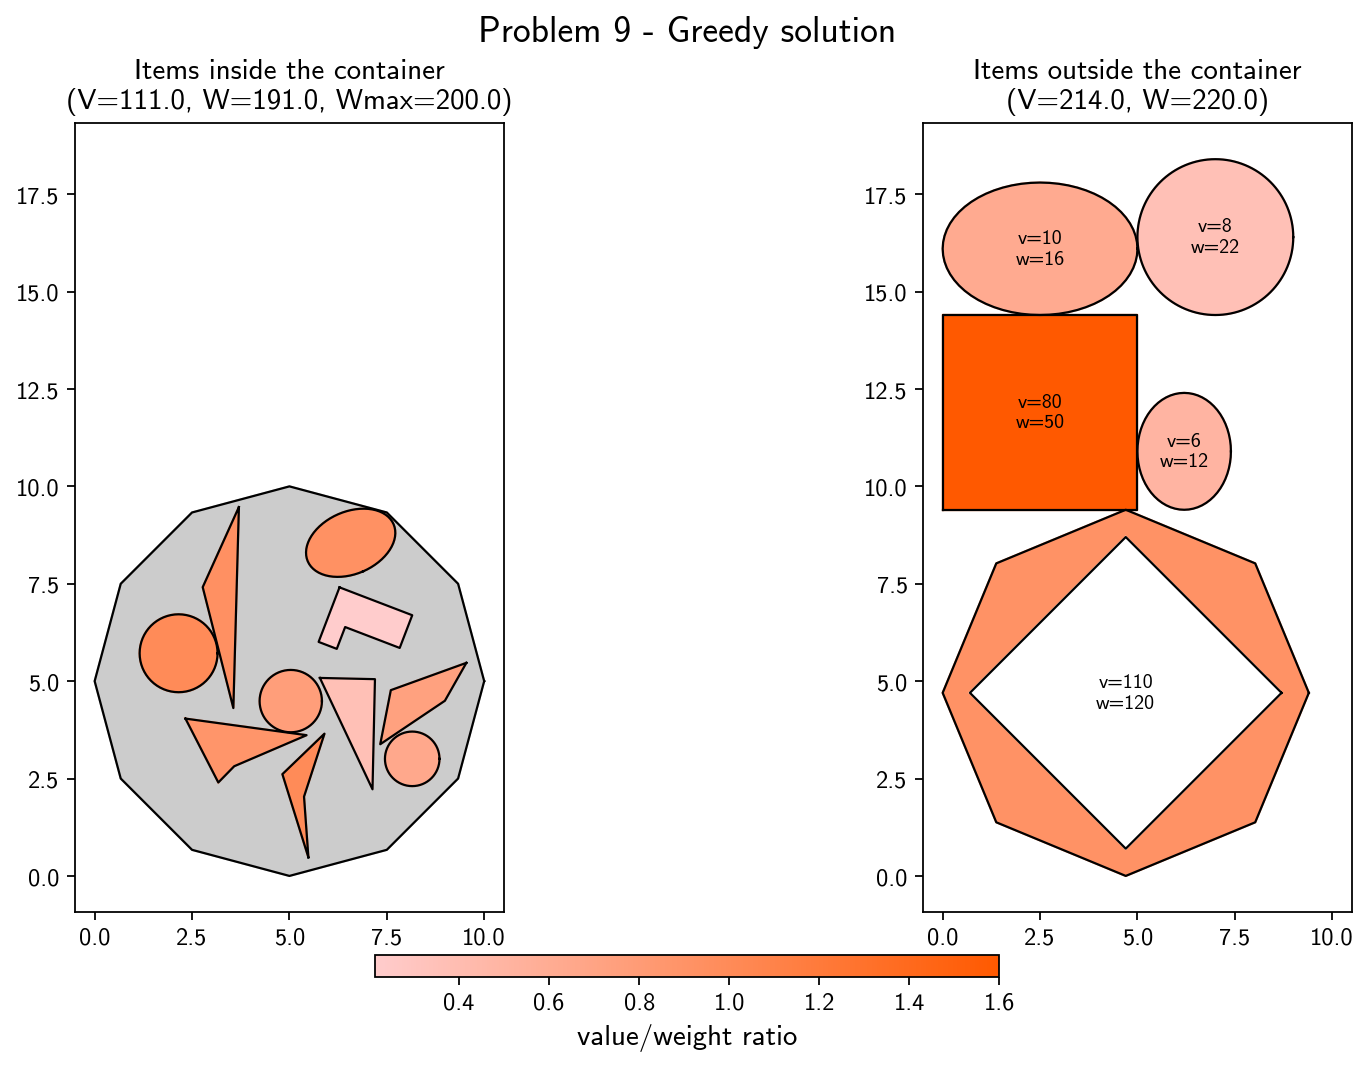 Problem 9 - Greedy solution
Items inside the container
(V=111.0, W=191.0, Wmax=200.0)
17.5
15.0
12.5
10.0
7.5
5.0
2.5
0.0
0.0 2.5 5.0 7.5 10.0
Items outside the container
(V=214.0, W=220.0)
17.5
15.0
12.5
10.0
7.5
5.0
2.5
0.0
v=10
w=16
v=8
w=22
v=80
w=50
v=6
w=12
v=110
w=120
0.0 2.5 5.0 7.5 10.0
0.4 0.6 0.8 1.0 1.2 1.4 1.6
value/weight ratio